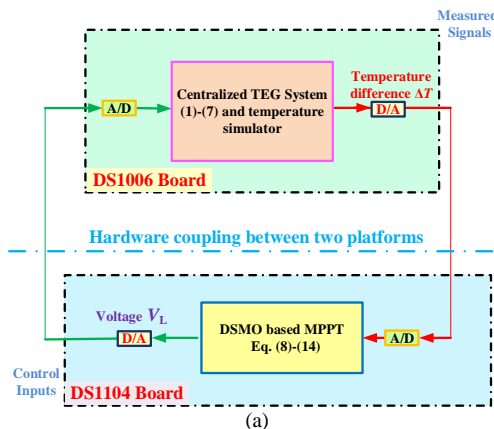 Measured
Signals
Temperature
difference ΔT
A/D
Centralized TEG System
(1)-(7) and temperature
simulator
D/A
DS1006 Board
Hardware coupling between two platforms
Voltage VL
D/A
DSMO based MPPT
Eq. (8)-(14)
A/D
Control
Inputs
DS1104 Board
(a)